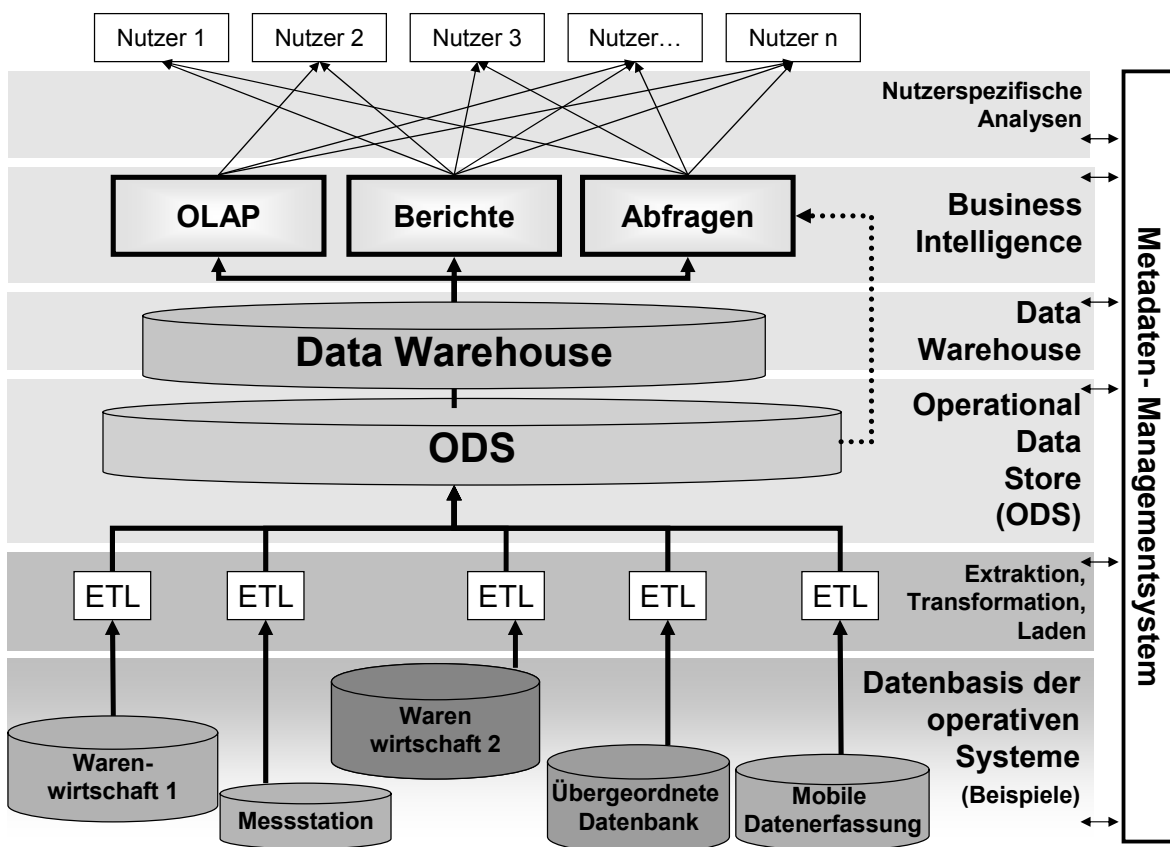 Nutzer 1
Nutzer 2
Nutzer 3
Nutzer…
Nutzer n
Nutzerspezifische
Analysen
OLAP
Berichte
Abfragen
Business
Intelligence
Data Warehouse
Data
Warehouse
ODS
Operational
Data
Store
(ODS)
ETL
ETL
ETL
ETL
ETL
Extraktion,
Transformation,
Laden
Waren-
wirtschaft 1
Messstation
Waren
wirtschaft 2
Übergeordnete
Datenbank
Mobile
Datenerfassung
Datenbasis der
operativen
Systeme
(Beispiele)
Metadaten- Managementsystem